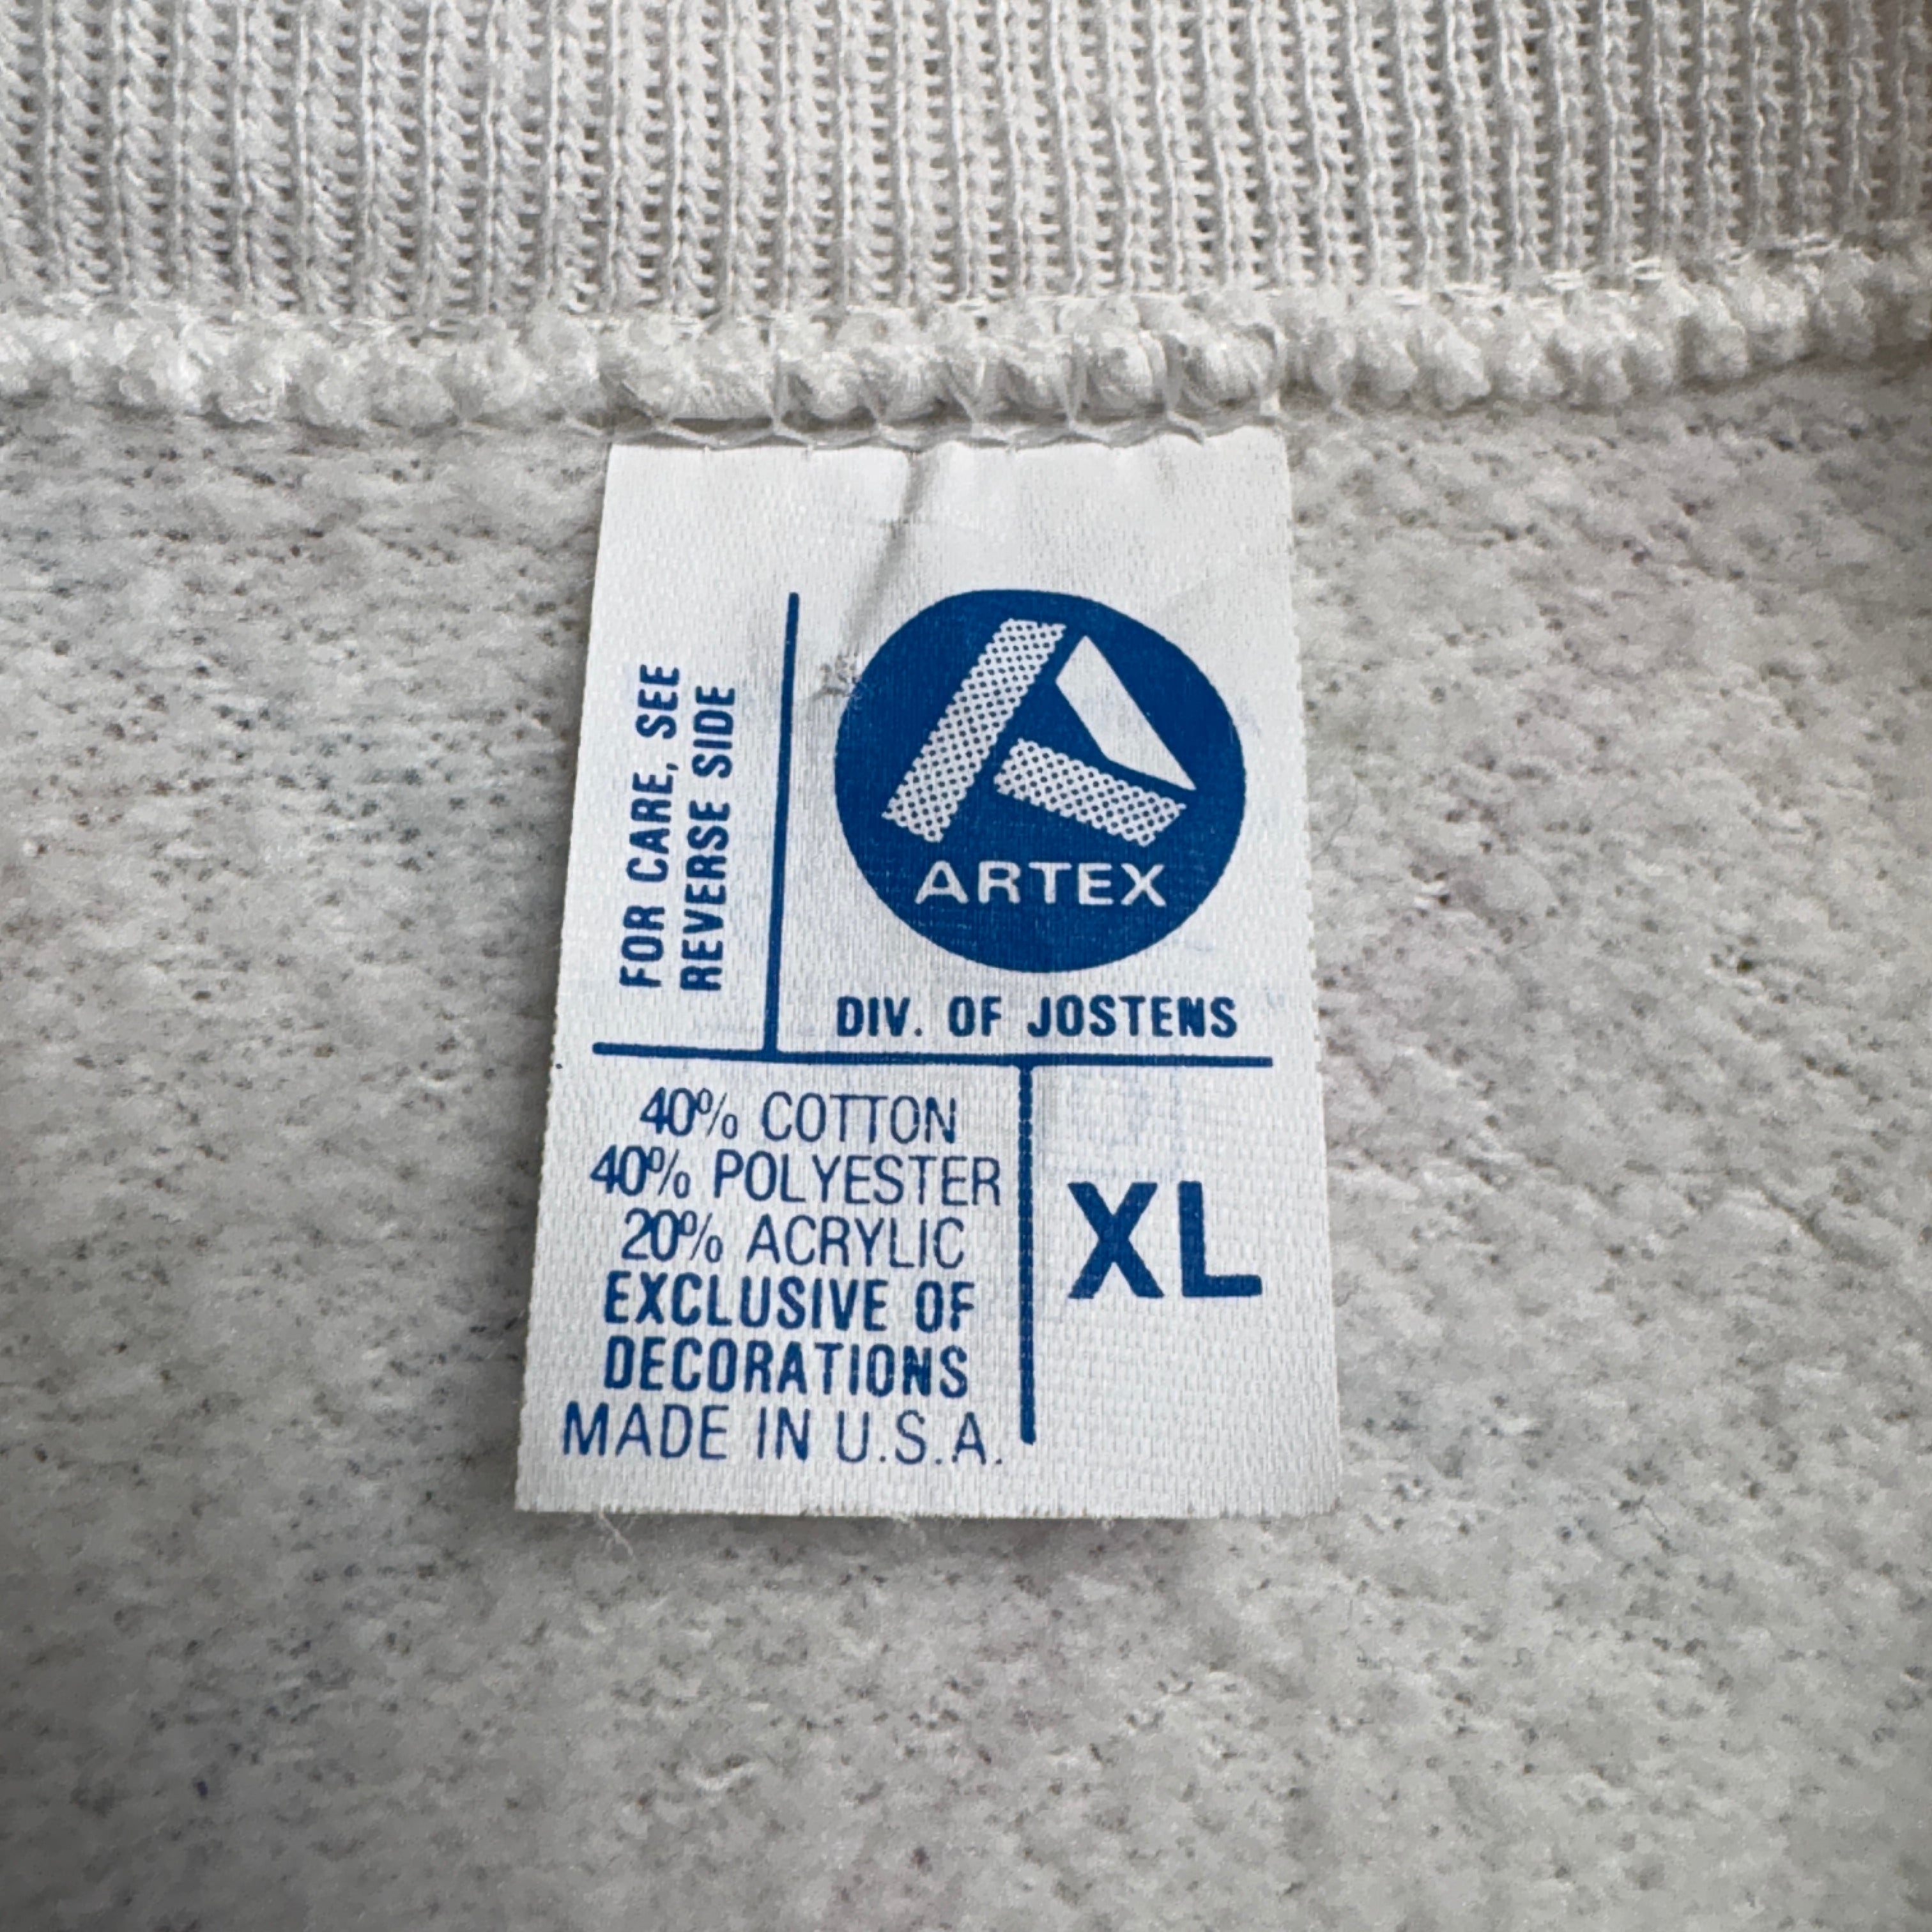 FOR CARE, SEE
REVERSE SIDE
ARTEX
DIV. OF JOSTENS
40% COTTON
40% POLYESTER
20% ACRYLIC
EXCLUSIVE OF
DECORATIONS
MADE IN U.S.A.
XL